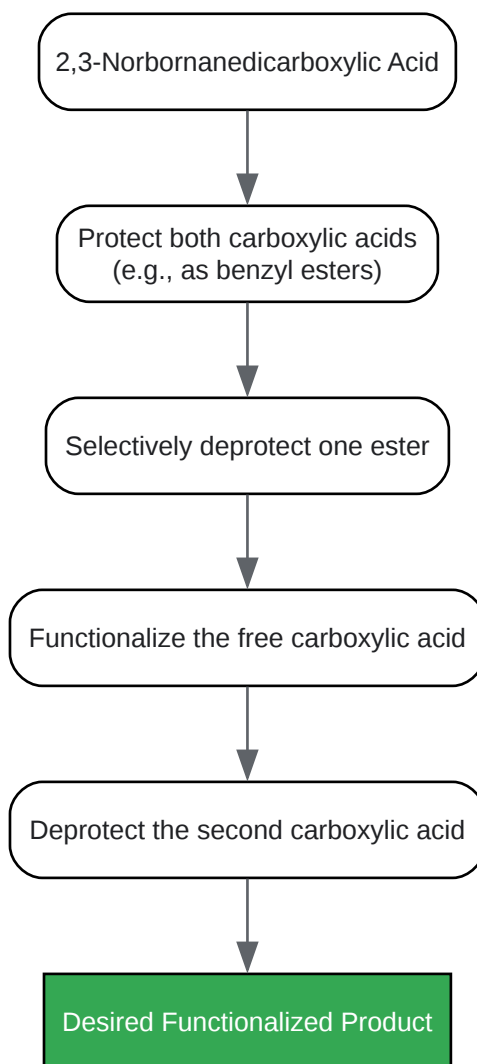 2,3-Norbornanedicarboxylic Acid
Protect both carboxylic acids
(e.g., as benzyl esters)
Selectively deprotect one ester
Functionalize the free carboxylic acid
Deprotect the second carboxylic acid
Desired Functionalized Product